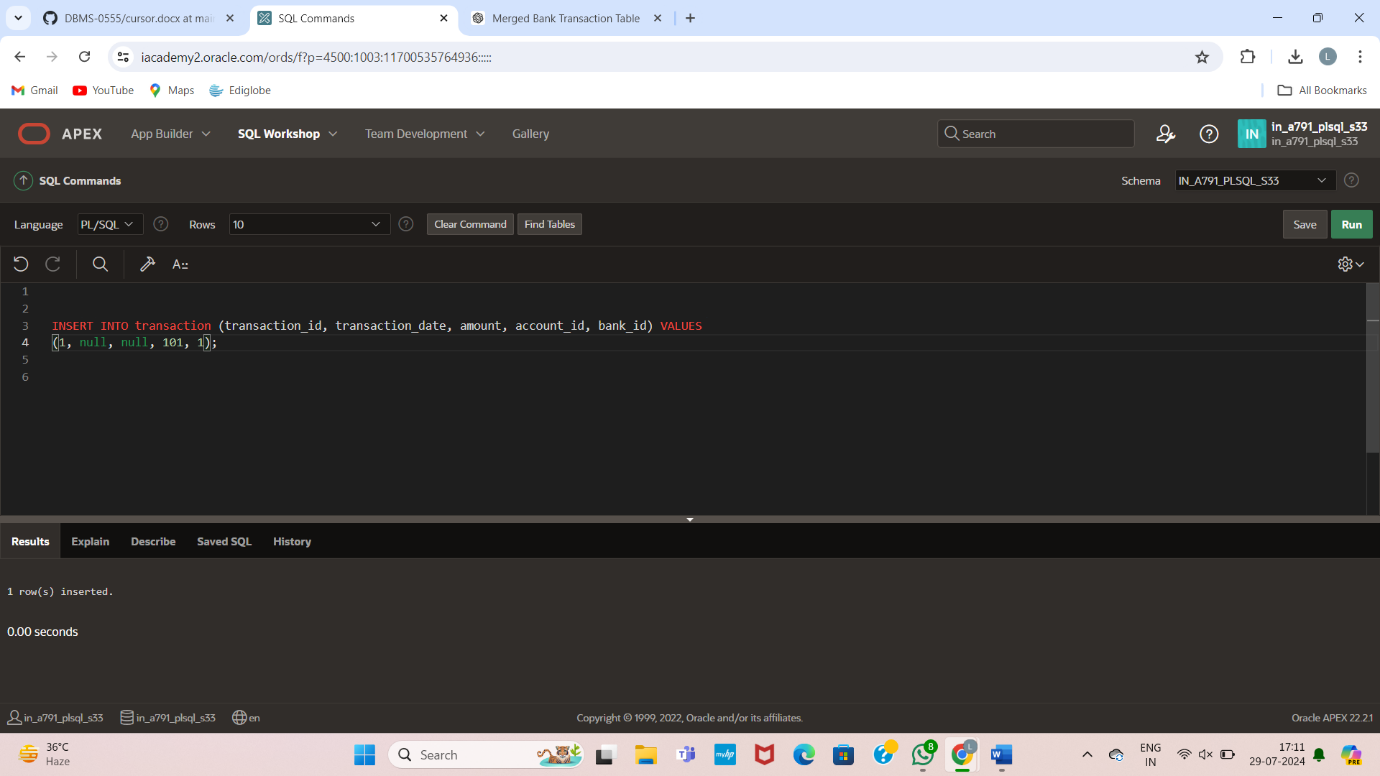 DBMS-0555/cursor.docx at mai
SQL Commands
Merged Bank Transaction Table
iacademy2.oracle.com/ords/f?p=4500:1003:11700535764936:::::
L
Gmail YouTube Maps Ediglobe All Bookmarks
APEX App Builder SQL Workshop Team Development Gallery Search IN in_a791_plsql_s33
in_a791_plsql_s33
SQL Commands Schema IN_A791_PLSQL_S33
Language PL/SQL Rows 10 Clear Command Find Tables Save Run
A::
1
2
3 INSERT INTO transaction (transaction_id, transaction_date, amount, account_id, bank_id) VALUES
4 (1, null, null, 101, 1);
5
6
Results Explain Describe Saved SQL History
1 row(s) inserted.
0.00 seconds
in_a791_plsql_s33 in_a791_plsql_s33 en Copyright © 1999, 2022, Oracle and/or its affiliates. Oracle APEX 22.2.1
36°C
Haze
Search
myhp
8
L
ENG
IN
17:11
29-07-2024
PRE